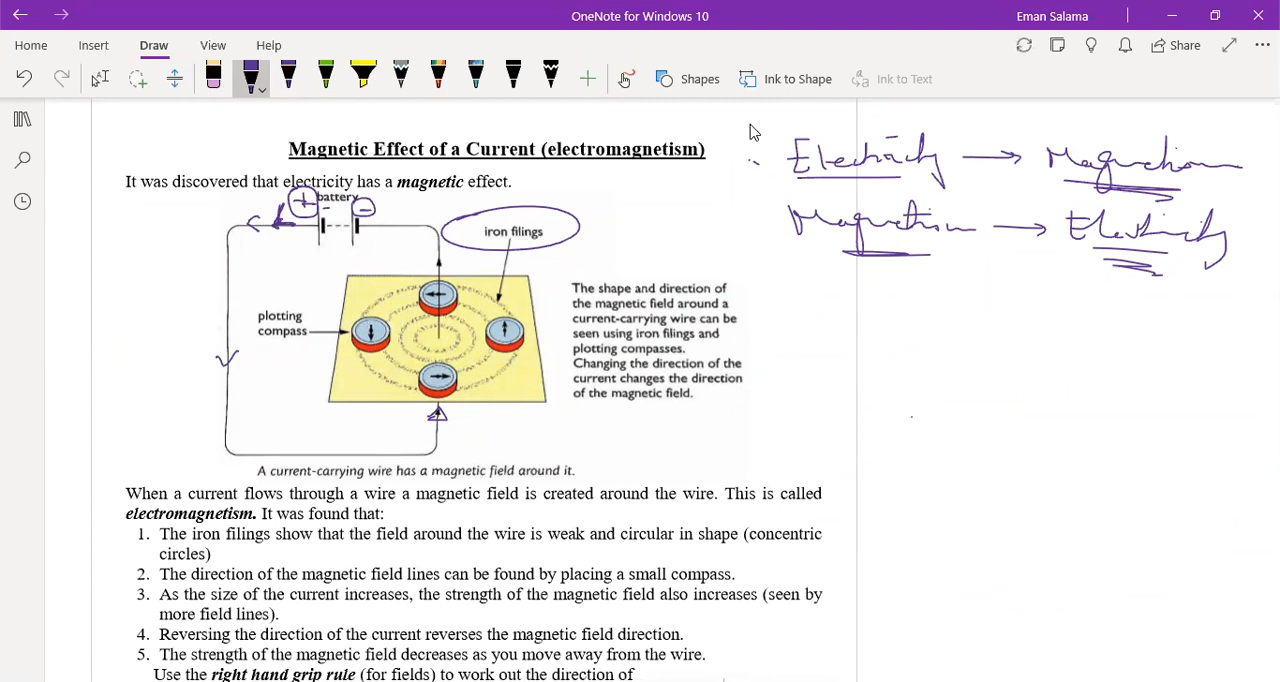 OneNote for Windows 10
Eman Salama
Home Insert Draw View Help
Share
Shapes Ink to Shape Ink to Text
Magnetic Effect of a Current (electromagnetism)
Electricity → Magnetism
It was discovered that electricity has a magnetic effect.
+ battery -
Magnetism → Electricity
iron filings
plotting
compass
The shape and direction of
the magnetic field around a
current-carrying wire can be
seen using iron filings and
plotting compasses.
Changing the direction of the
current changes the direction
of the magnetic field.
A current-carrying wire has a magnetic field around it.
When a current flows through a wire a magnetic field is created around the wire. This is called
electromagnetism. It was found that:
1. The iron filings show that the field around the wire is weak and circular in shape (concentric
circles)
2. The direction of the magnetic field lines can be found by placing a small compass.
3. As the size of the current increases, the strength of the magnetic field also increases (seen by
more field lines).
4. Reversing the direction of the current reverses the magnetic field direction.
5. The strength of the magnetic field decreases as you move away from the wire.
Use the right hand grip rule (for fields) to work out the direction of